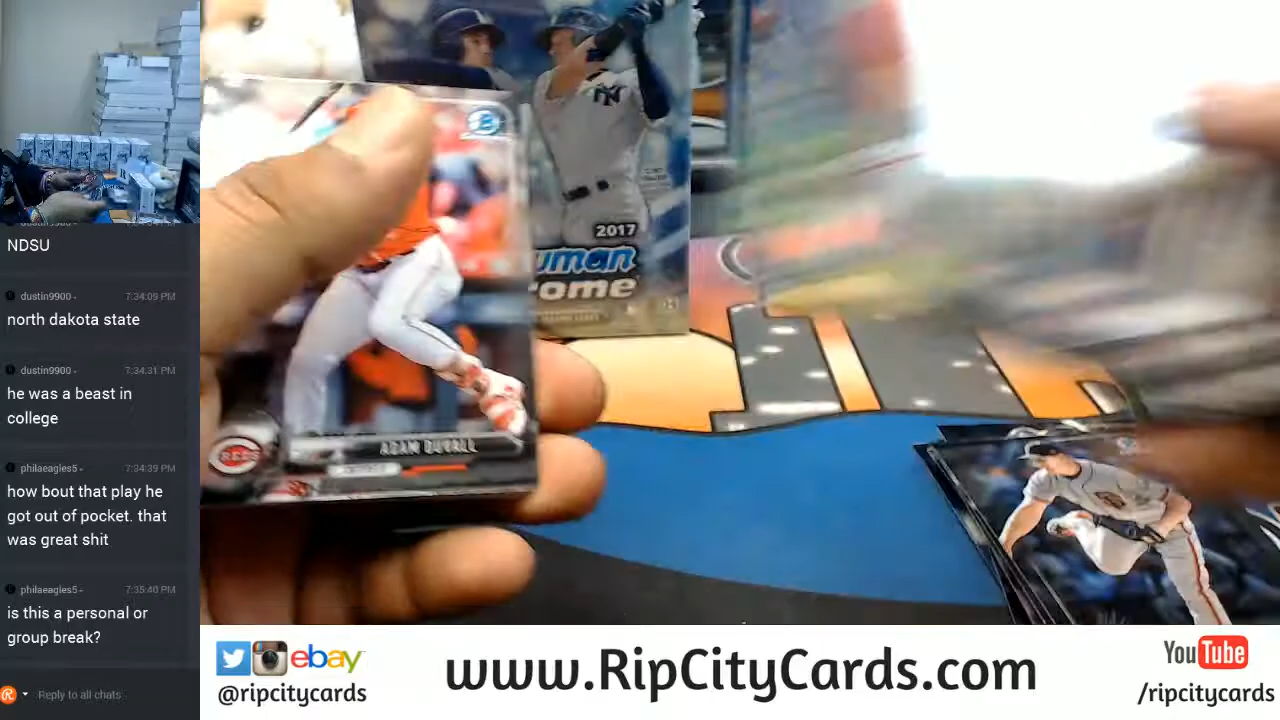 NDSU
dustin9900 7:34:09 PM
north dakota state
dustin9900 7:34:31 PM
he was a beast in
college
philaeagles5 7:34:39 PM
how bout that play he
got out of pocket. that
was great shit
philaeagles5 7:35:40 PM
is this a personal or
group break?
Reply to all chats
ADAM DUVALL
REDS
NY
2017
ebay
@ripcitycards
www.RipCityCards.com
YouTube
/ripcitycards